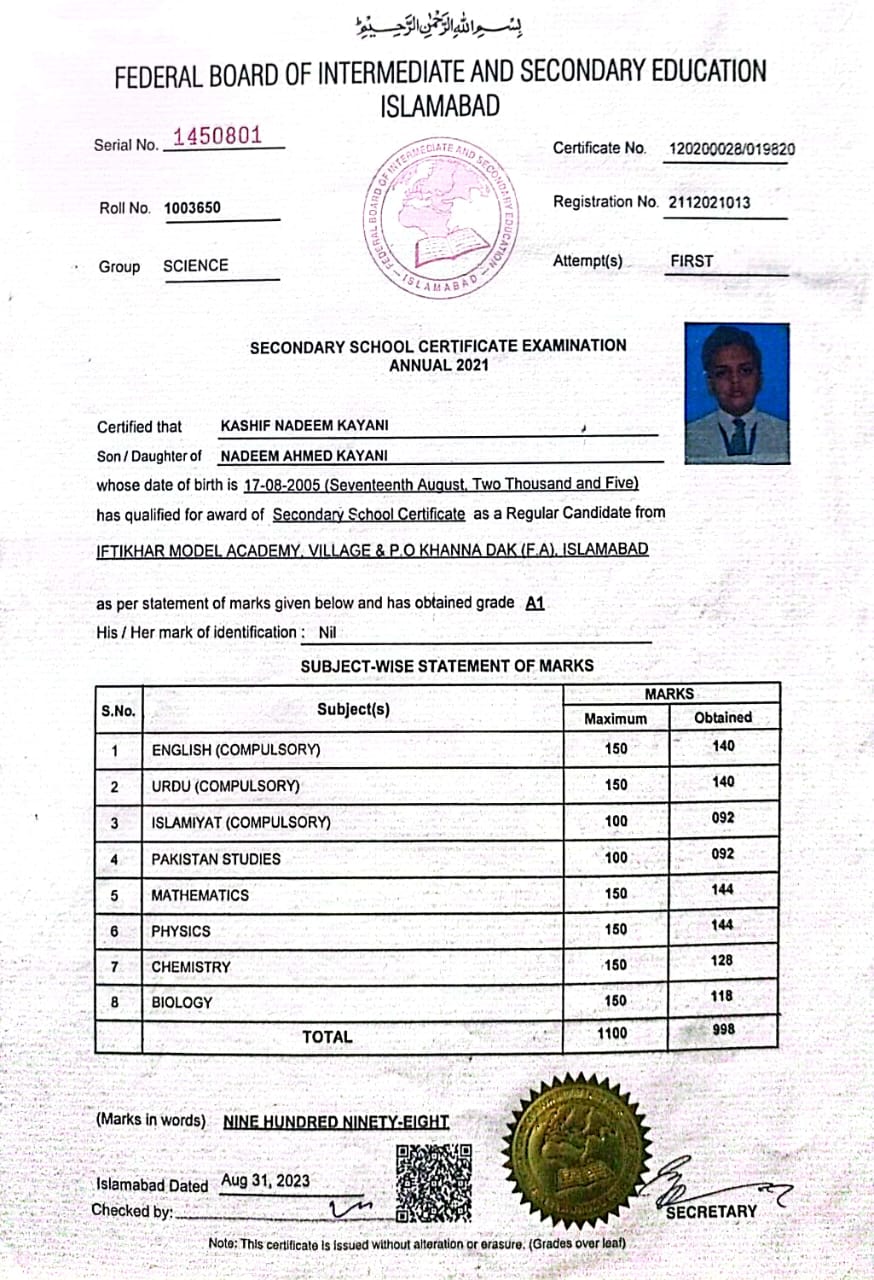 بِسْمِ اللهِ الرَّحْمٰنِ الرَّحِيْمِ
FEDERAL BOARD OF INTERMEDIATE AND SECONDARY EDUCATION
ISLAMABAD
Serial No. 1450801
Certificate No. 120200028/019820
Roll No. 1003650
Registration No. 2112021013
Group SCIENCE
Attempt(s) FIRST
FEDERAL BOARD OF INTERMEDIATE AND SECONDARY EDUCATION — ISLAMABAD —
SECONDARY SCHOOL CERTIFICATE EXAMINATION
ANNUAL 2021
Certified that KASHIF NADEEM KAYANI
Son / Daughter of NADEEM AHMED KAYANI
whose date of birth is 17-08-2005 (Seventeenth August, Two Thousand and Five)
has qualified for award of Secondary School Certificate as a Regular Candidate from
IFTIKHAR MODEL ACADEMY, VILLAGE & P.O KHANNA DAK (F.A), ISLAMABAD
as per statement of marks given below and has obtained grade A1
His / Her mark of identification : Nil
SUBJECT-WISE STATEMENT OF MARKS
S.No. Subject(s) MARKS
Maximum Obtained
1 ENGLISH (COMPULSORY) 150 140
2 URDU (COMPULSORY) 150 140
3 ISLAMIYAT (COMPULSORY) 100 092
4 PAKISTAN STUDIES 100 092
5 MATHEMATICS 150 144
6 PHYSICS 150 144
7 CHEMISTRY 150 128
8 BIOLOGY 150 118
TOTAL 1100 998
(Marks in words) NINE HUNDRED NINETY-EIGHT
Islamabad Dated Aug 31, 2023
Checked by:
SECRETARY
Note: This certificate is issued without alteration or erasure. (Grades over leaf)